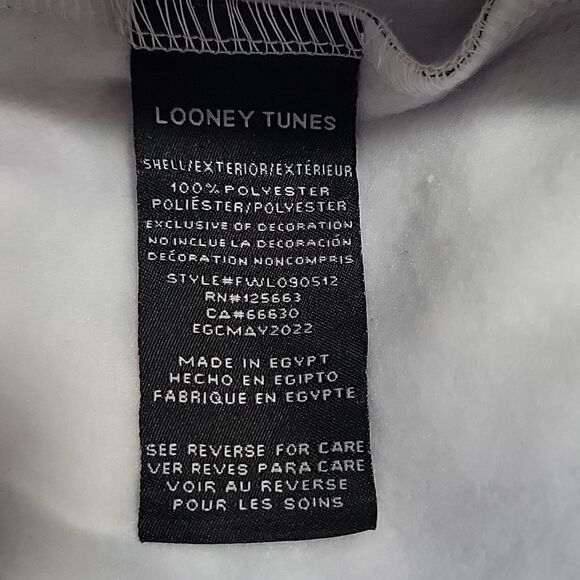 LOONEY TUNES
SHELL/EXTERIOR/EXTÉRIEUR
100% POLYESTER
POLIÉSTER/POLYESTER
EXCLUSIVE OF DECORATION
NO INCLUE LA DECORACIÓN
DÉCORATION NONCOMPRIS
STYLE#FWL090512
RN#125663
CA#66630
EGCMAY2022
MADE IN EGYPT
HECHO EN EGIPTO
FABRIQUE EN EGYPTE
SEE REVERSE FOR CARE
VER REVES PARA CARE
VOIR AU REVERSE
POUR LES SOINS